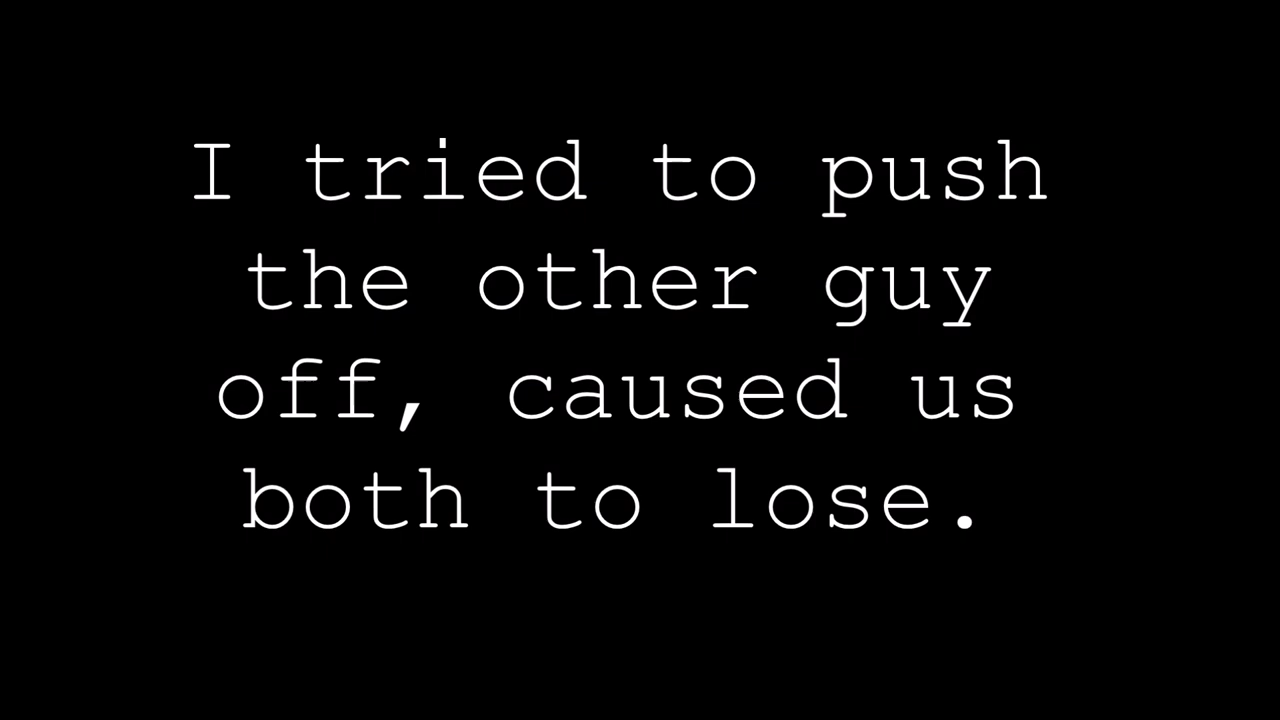 I tried to push
the other guy
off, caused us
both to lose.